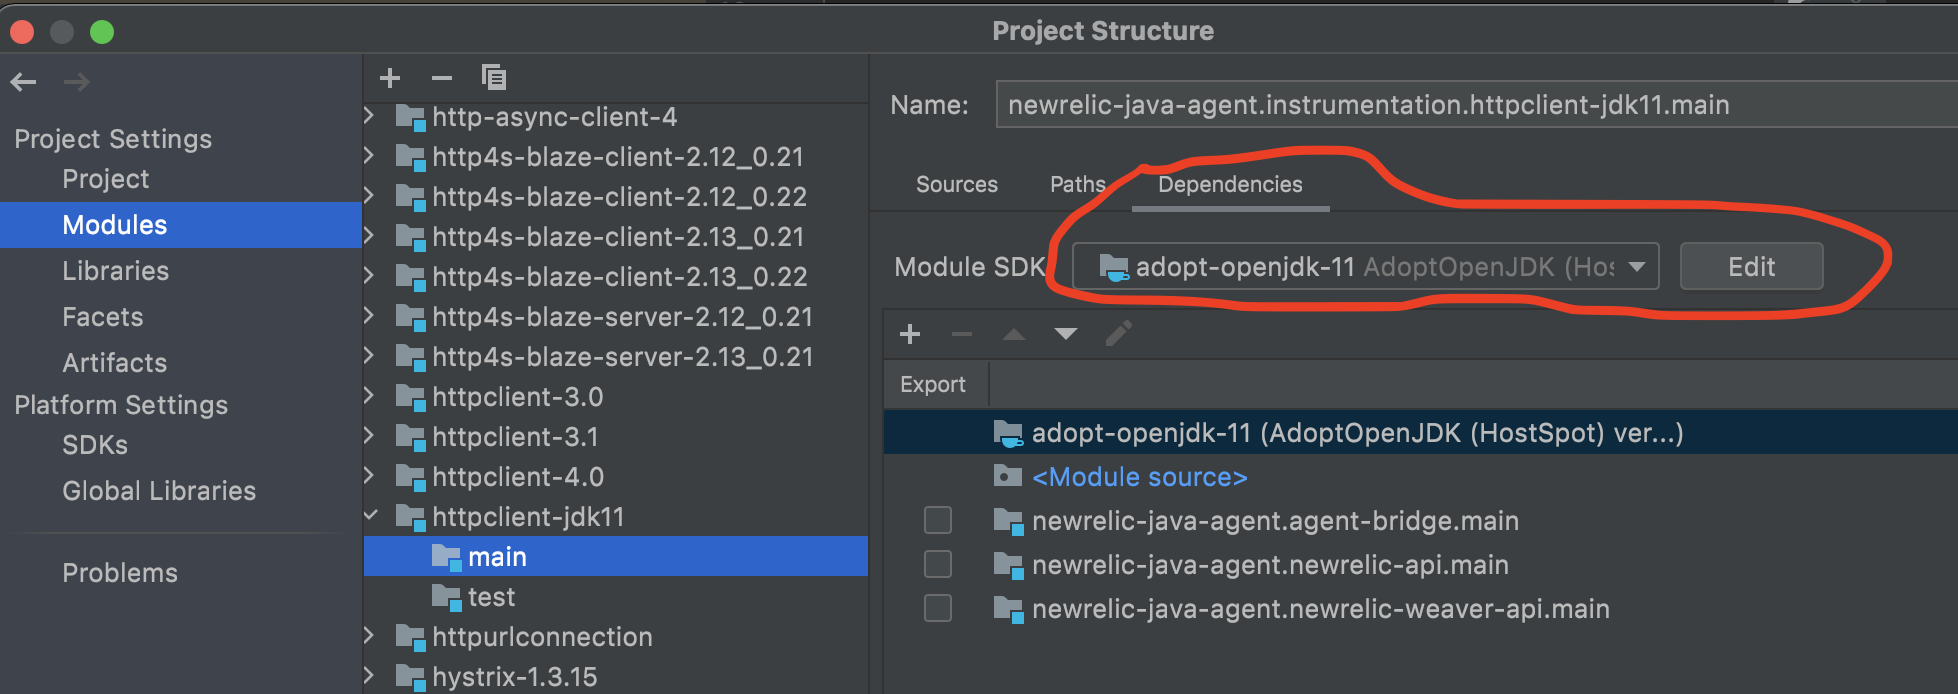 Project Structure
Project Settings
Project
Modules
Libraries
Facets
Artifacts
Platform Settings
SDKs
Global Libraries
Problems
http-async-client-4
http4s-blaze-client-2.12_0.21
http4s-blaze-client-2.12_0.22
http4s-blaze-client-2.13_0.21
http4s-blaze-client-2.13_0.22
http4s-blaze-server-2.12_0.21
http4s-blaze-server-2.13_0.21
httpclient-3.0
httpclient-3.1
httpclient-4.0
httpclient-jdk11
main
test
httpurlconnection
hystrix-1.3.15
Name: newrelic-java-agent.instrumentation.httpclient-jdk11.main
Sources Paths Dependencies
Module SDK adopt-openjdk-11 AdoptOpenJDK (Hos Edit
Export
adopt-openjdk-11 (AdoptOpenJDK (HostSpot) ver...)
<Module source>
newrelic-java-agent.agent-bridge.main
newrelic-java-agent.newrelic-api.main
newrelic-java-agent.newrelic-weaver-api.main